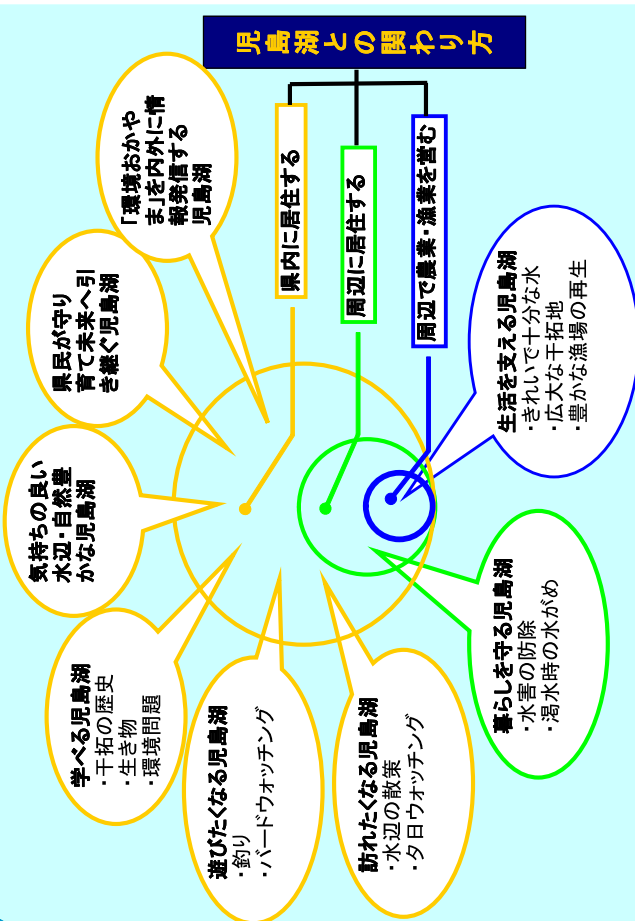 児島湖との関わり方
県内に居住する
周辺に居住する
周辺で農業・漁業を営む
「環境おかや
ま」を内外に情
報発信する
児島湖
県民が守り
育て未来へ引
き継ぐ児島湖
気持ちの良い
水辺・自然豊
かな児島湖
学べる児島湖
・干拓の歴史
・生き物
・環境問題
遊びたくなる児島湖
・釣り
・バードウォッチング
訪れたくなる児島湖
・水辺の散策
・夕日ウォッチング
暮らしを守る児島湖
・水害の防除
・渇水時の水がめ
生活を支える児島湖
・きれいで十分な水
・広大な干拓地
・豊かな漁場の再生